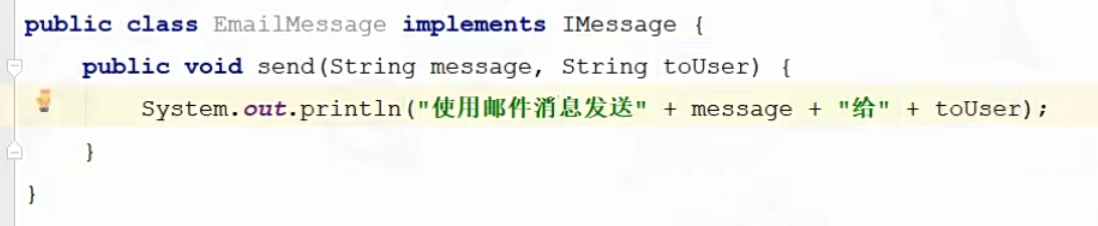 public class EmailMessage implements IMessage {
public void send(String message, String toUser) {
System.out.println("使用邮件消息发送" + message + "给" + toUser);
}
}